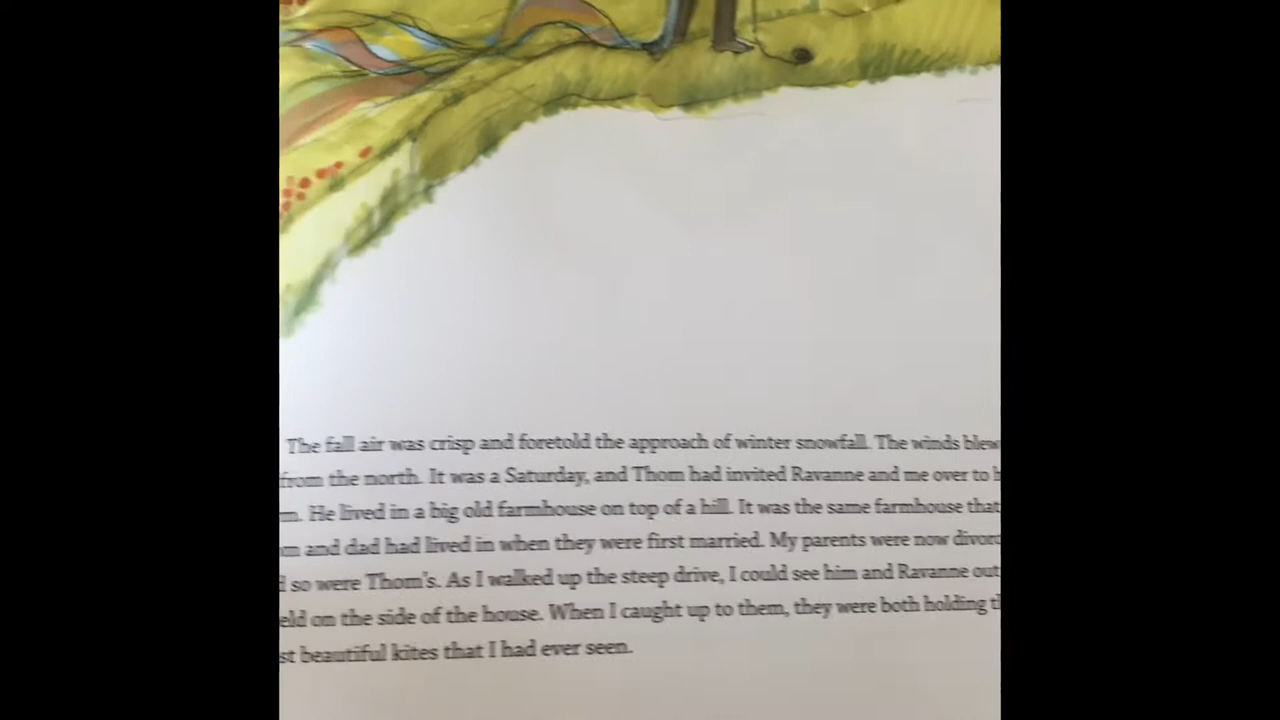 The fall air was crisp and foretold the approach of winter snowfall. The winds blew
from the north. It was a Saturday, and Thom had invited Ravanne and me over to
He lived in a big old farmhouse on top of a hill. It was the same farmhouse that
and dad had lived in when they were first married. My parents were now
so were Thom's. As I walked up the steep drive, I could see him and Ravanne
on the side of the house. When I caught up to them, they were both holding
beautiful kites that I had ever seen.